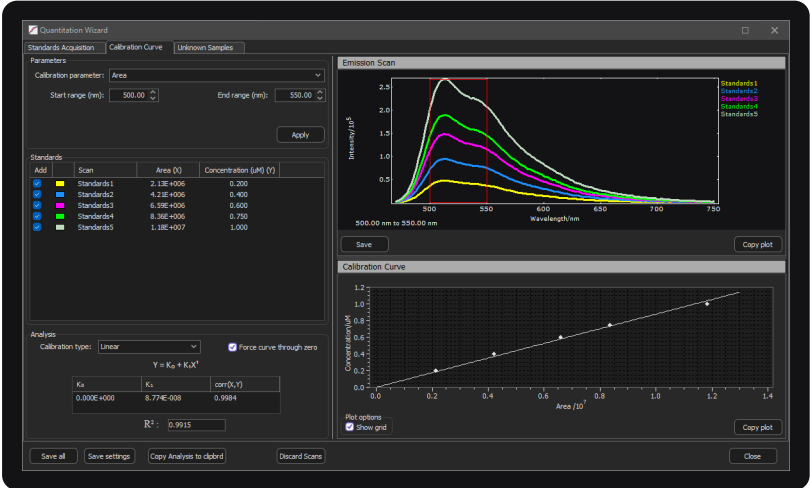 Quantitation Wizard
Standards Acquisition Calibration Curve Unknown Samples
Parameters
Calibration parameter: Area
Start range (nm): 500.00 End range (nm): 550.00
Apply
Standards
Add Scan Area (X) Concentration (uM) (Y)
Standards1 2.13E+006 0.200
Standards2 4.21E+006 0.400
Standards3 6.59E+006 0.600
Standards4 8.36E+006 0.750
Standards5 1.18E+007 1.000
Analysis
Calibration type: Linear Force curve through zero
Y = K₀ + K₁X¹
K₀ K₁ corr(X,Y)
0.000E+000 8.774E-008 0.9984
R² : 0.9915
Save all Save settings Copy Analysis to clipbrd Discard Scans
Emission Scan
Intensity/10⁵
2.5
2.0
1.5
1.0
0.5
500 550 600 650 700 750
Wavelength/nm
500.00 nm to 550.00 nm
Standards1
Standards2
Standards3
Standards4
Standards5
Save Copy plot
Calibration Curve
Concentration/uM
1.2
1.0
0.8
0.6
0.4
0.2
0.0
0.0 0.2 0.4 0.6 0.8 1.0 1.2 1.4
Area /10⁷
Plot options
Show grid
Copy plot
Close